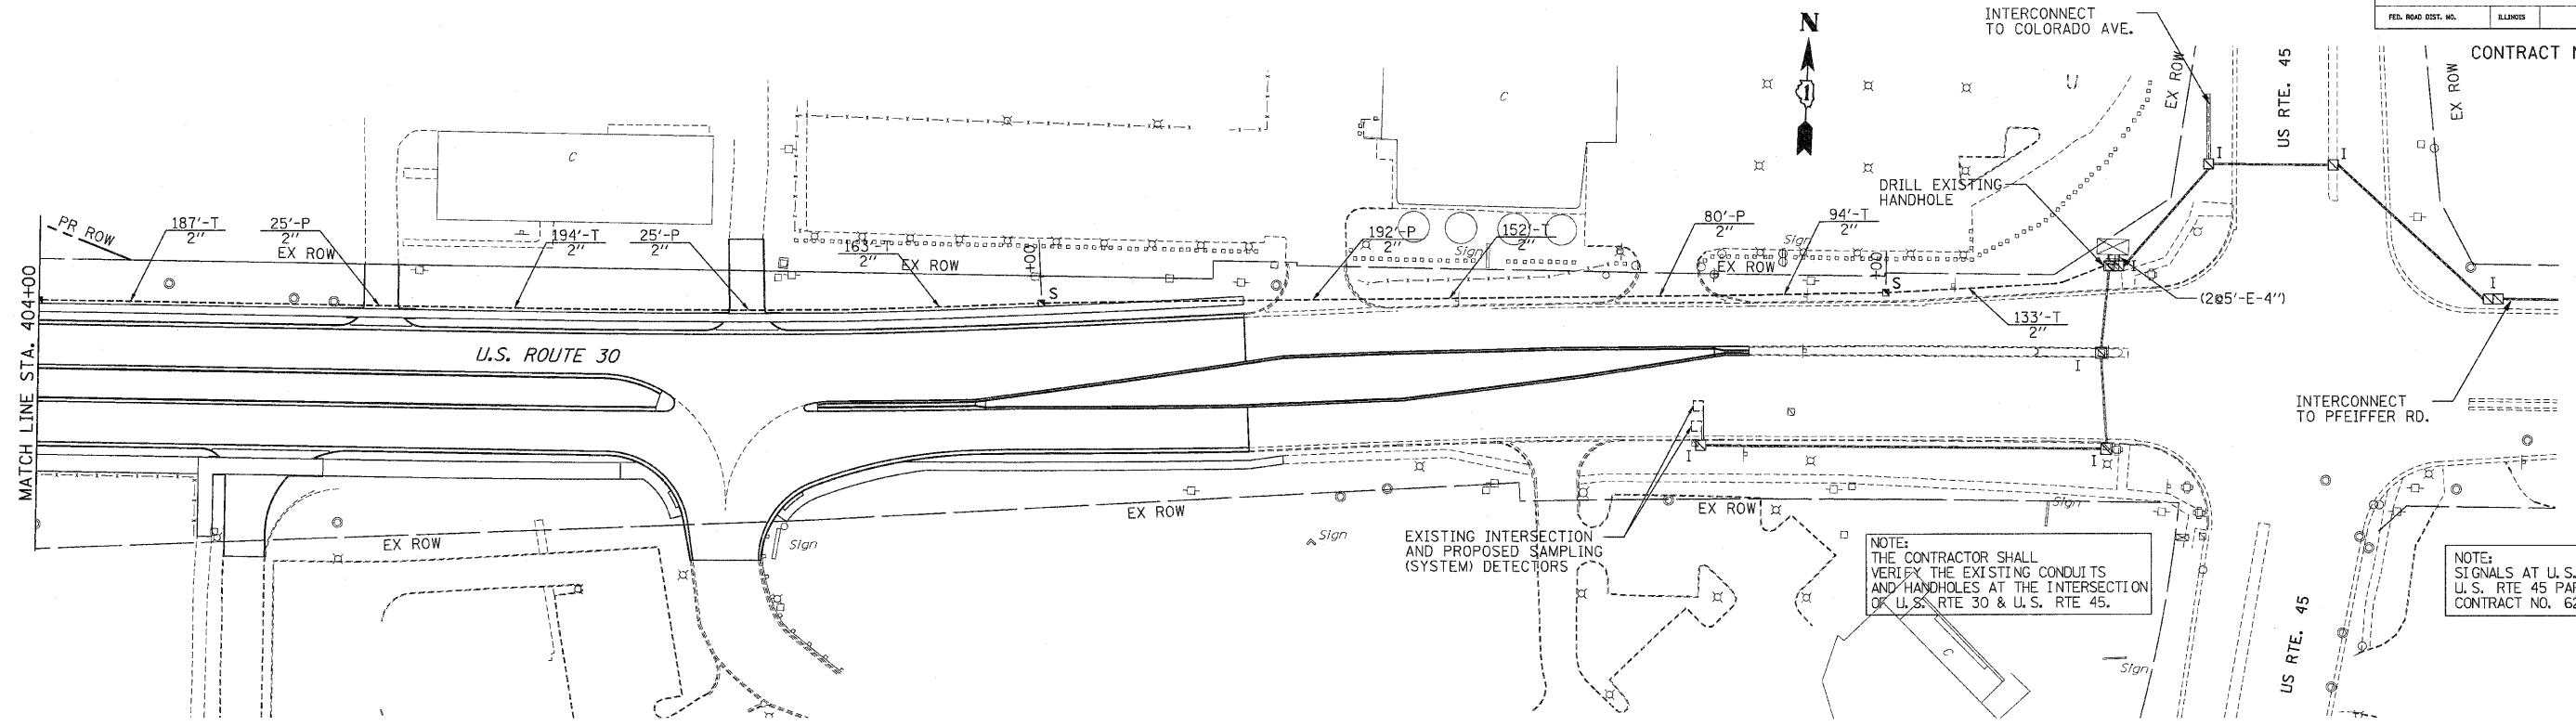 INTERCONNECT
TO COLORADO AVE.
FED. ROAD DIST. NO. ILLINOIS
CONTRACT N
N
1
EX ROW
US RTE. 45
EX ROW
C
C
I
I
DRILL EXISTING
HANDHOLE
PR ROW
187'-T
2"
25'-P
2"
EX ROW
194'-T
2"
25'-P
2"
163'-T
2"
EX ROW
+00
S
192'-P
2"
Sign
152'-T
2"
80'-P
2"
94'-T
2"
Sign
EX ROW
+00
S
I
(2@5'-E-4")
I
133'-T
2"
MATCH LINE STA. 404+00
U.S. ROUTE 30
I
INTERCONNECT
TO PFEIFFER RD.
I
I
EX ROW
EX ROW
EX ROW
Sign
Sign
Sign
EXISTING INTERSECTION
AND PROPOSED SAMPLING
(SYSTEM) DETECTORS
NOTE:
THE CONTRACTOR SHALL
VERIFY THE EXISTING CONDUITS
AND HANDHOLES AT THE INTERSECTION
OF U.S. RTE 30 & U.S. RTE 45.
NOTE:
SIGNALS AT U.S.
U.S. RTE 45 PAR
CONTRACT NO. 62
C
Sign
US RTE. 45